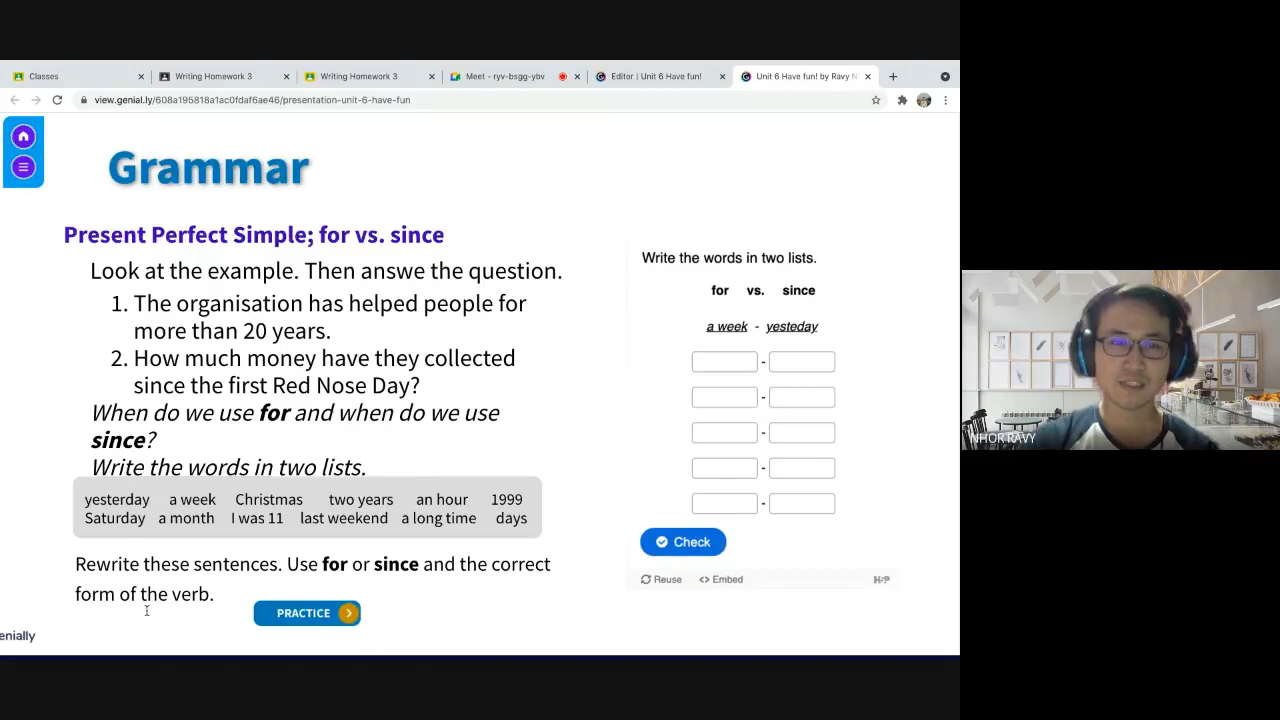 Classes
Writing Homework 3
Writing Homework 3
Meet - ryv-bsgg-ybv
Editor | Unit 6 Have fun!
Unit 6 Have fun! by Ravy N
view.genial.ly/608a195818a1ac0fdaf6ae46/presentation-unit-6-have-fun
Grammar
Present Perfect Simple; for vs. since
Look at the example. Then answe the question.
1. The organisation has helped people for
more than 20 years.
2. How much money have they collected
since the first Red Nose Day?
When do we use for and when do we use
since?
Write the words in two lists.
yesterday a week Christmas two years an hour 1999
Saturday a month I was 11 last weekend a long time days
Rewrite these sentences. Use for or since and the correct
form of the verb.
PRACTICE
enially
Write the words in two lists.
for vs. since
a week - yesteday
-
-
-
-
-
Check
Reuse <> Embed H5P
NHOR RAVY